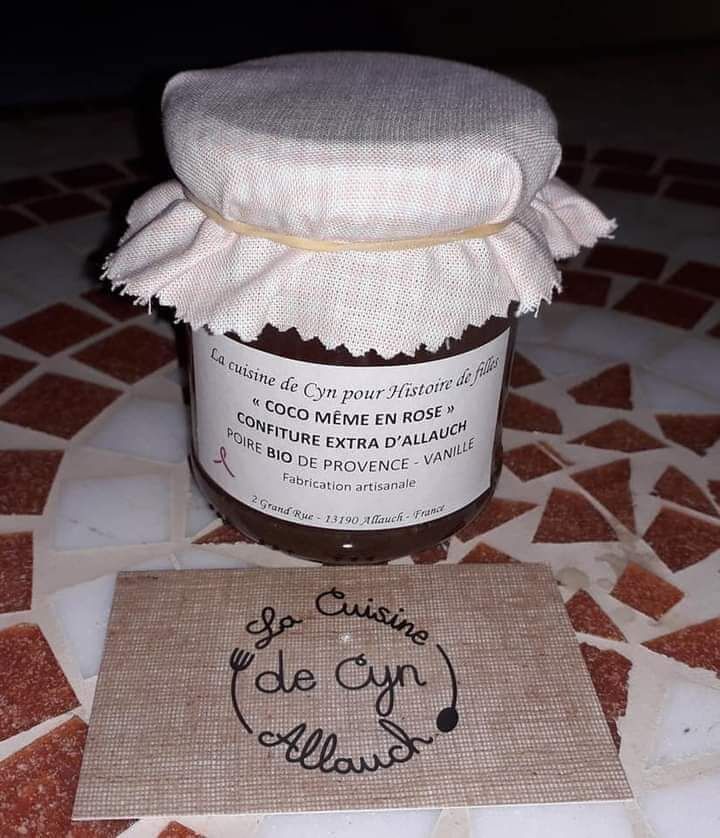 La cuisine de Cyn pour Histoire de filles
« COCO MÊME EN ROSE »
CONFITURE EXTRA D'ALLAUCH
POIRE BIO DE PROVENCE - VANILLE
Fabrication artisanale
2 Grand Rue - 13190 Allauch - France
La Cuisine
de Cyn
Allauch